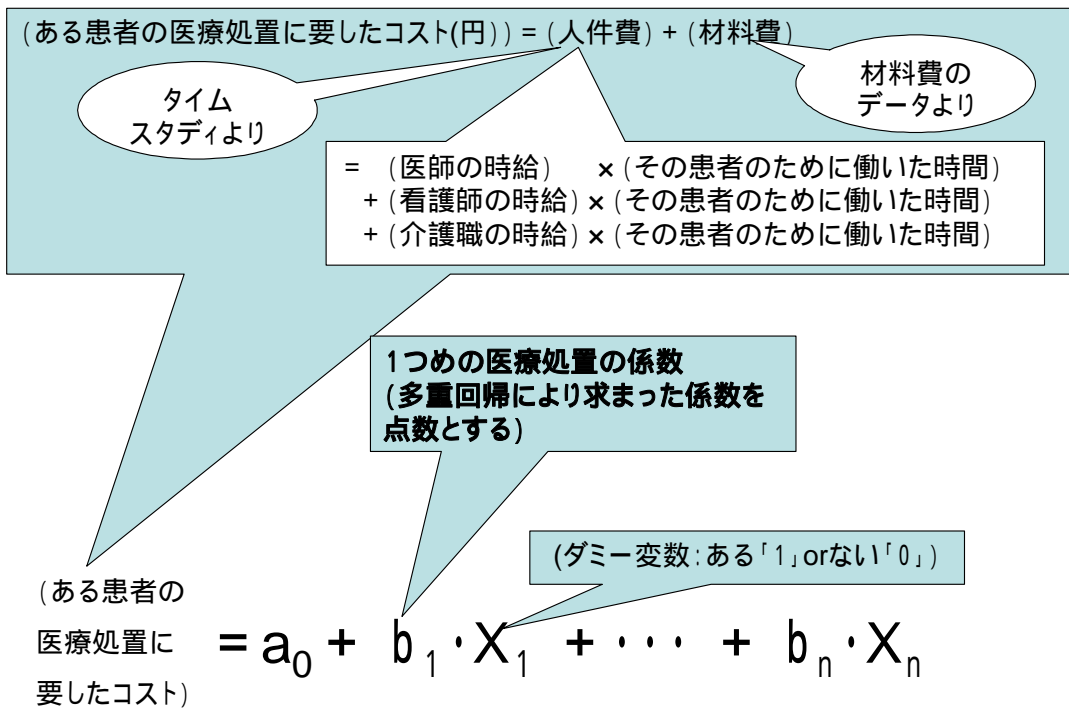 (ある患者の医療処置に要したコスト(円)) = (人件費) + (材料費)
タイム
スタディより
材料費の
データより
= (医師の時給) ×(その患者のために働いた時間)
+ (看護師の時給) × (その患者のために働いた時間)
+ (介護職の時給) × (その患者のために働いた時間)
1つめの医療処置の係数
(多重回帰により求まった係数を
点数とする)
(ダミー変数:ある「1」orない「0」)
(ある患者の
医療処置に
要したコスト)
= a₀ + b₁・X₁ + ・・・ + bₙ・Xₙ